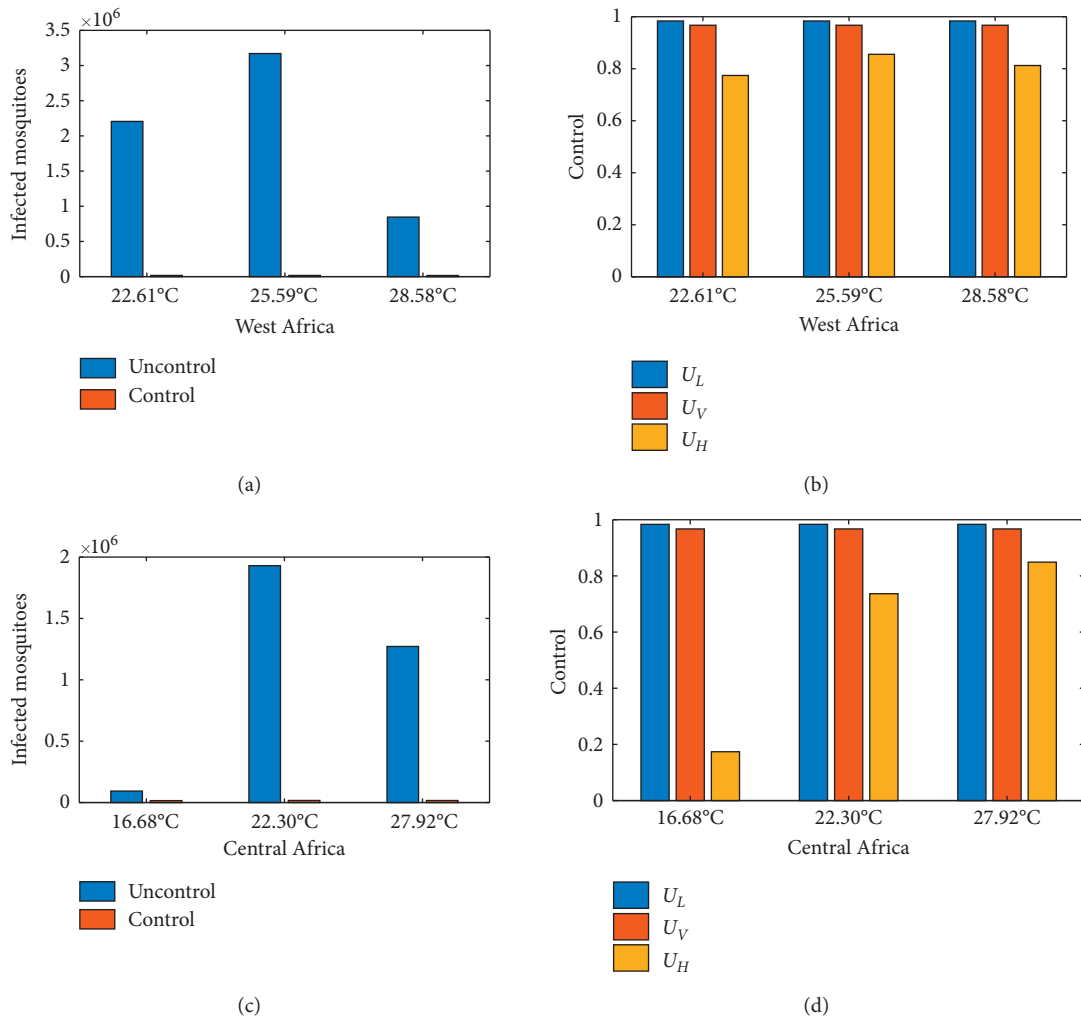 ×10⁶
3.5
3
2.5
2
1.5
1
0.5
0
Infected mosquitoes
22.61°C 25.59°C 28.58°C
West Africa
Uncontrol
Control
(a)
1
0.8
0.6
0.4
0.2
0
Control
22.61°C 25.59°C 28.58°C
West Africa
U_L
U_V
U_H
(b)
×10⁶
2
1.5
1
0.5
0
Infected mosquitoes
16.68°C 22.30°C 27.92°C
Central Africa
Uncontrol
Control
(c)
1
0.8
0.6
0.4
0.2
0
Control
16.68°C 22.30°C 27.92°C
Central Africa
U_L
U_V
U_H
(d)